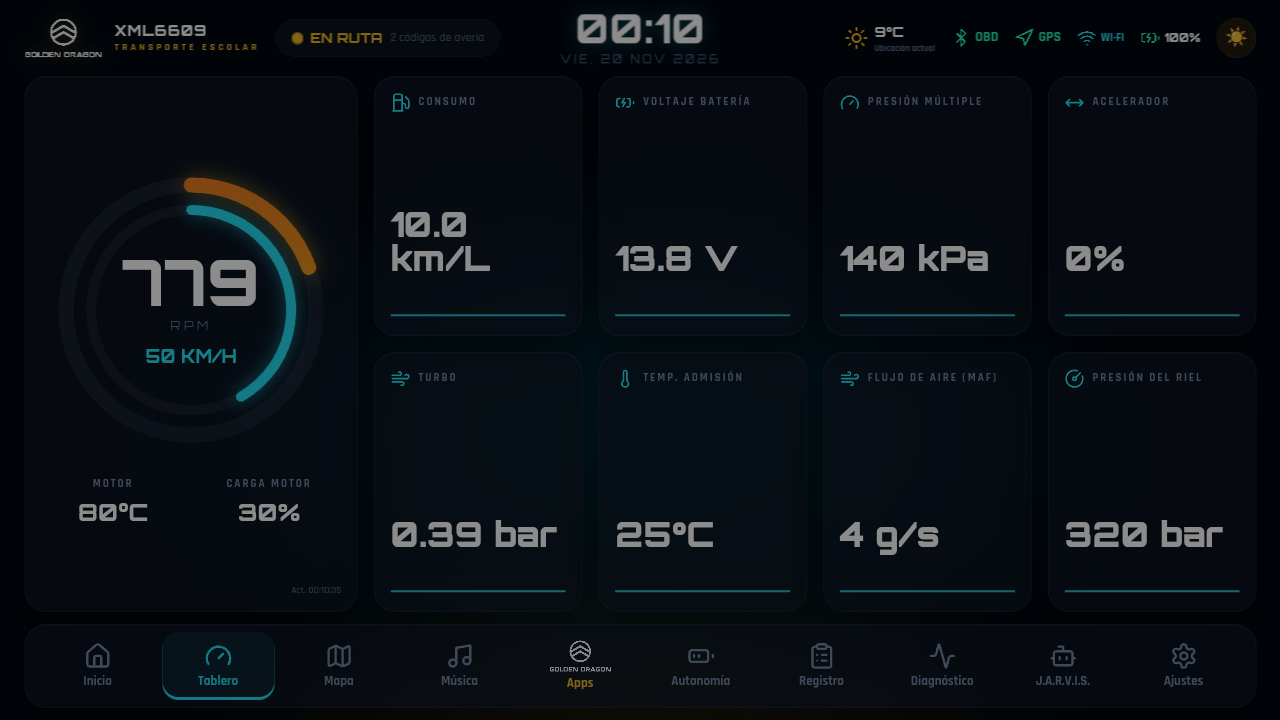 GOLDEN DRAGON
XML6609
TRANSPORTE ESCOLAR
EN RUTA 2 códigos de avería
00:10
VIE, 20 NOV 2026
9°C
Ubicación actual
OBD
GPS
WI-FI
100%
779
RPM
50 KM/H
MOTOR
80°C
CARGA MOTOR
30%
Act. 00:10:35
CONSUMO
10.0
km/L
VOLTAJE BATERÍA
13.8 V
PRESIÓN MÚLTIPLE
140 kPa
ACELERADOR
0%
TURBO
0.39 bar
TEMP. ADMISIÓN
25°C
FLUJO DE AIRE (MAF)
4 g/s
PRESIÓN DEL RIEL
320 bar
Inicio
Tablero
Mapa
Música
GOLDEN DRAGON
Apps
Autonomía
Registro
Diagnóstico
J.A.R.V.I.S.
Ajustes